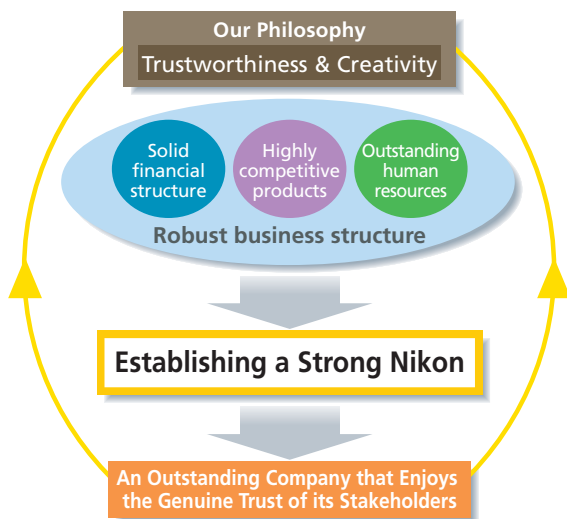 Our Philosophy
Trustworthiness & Creativity
Solid
financial
structure
Highly
competitive
products
Outstanding
human
resources
Robust business structure
Establishing a Strong Nikon
An Outstanding Company that Enjoys
the Genuine Trust of its Stakeholders